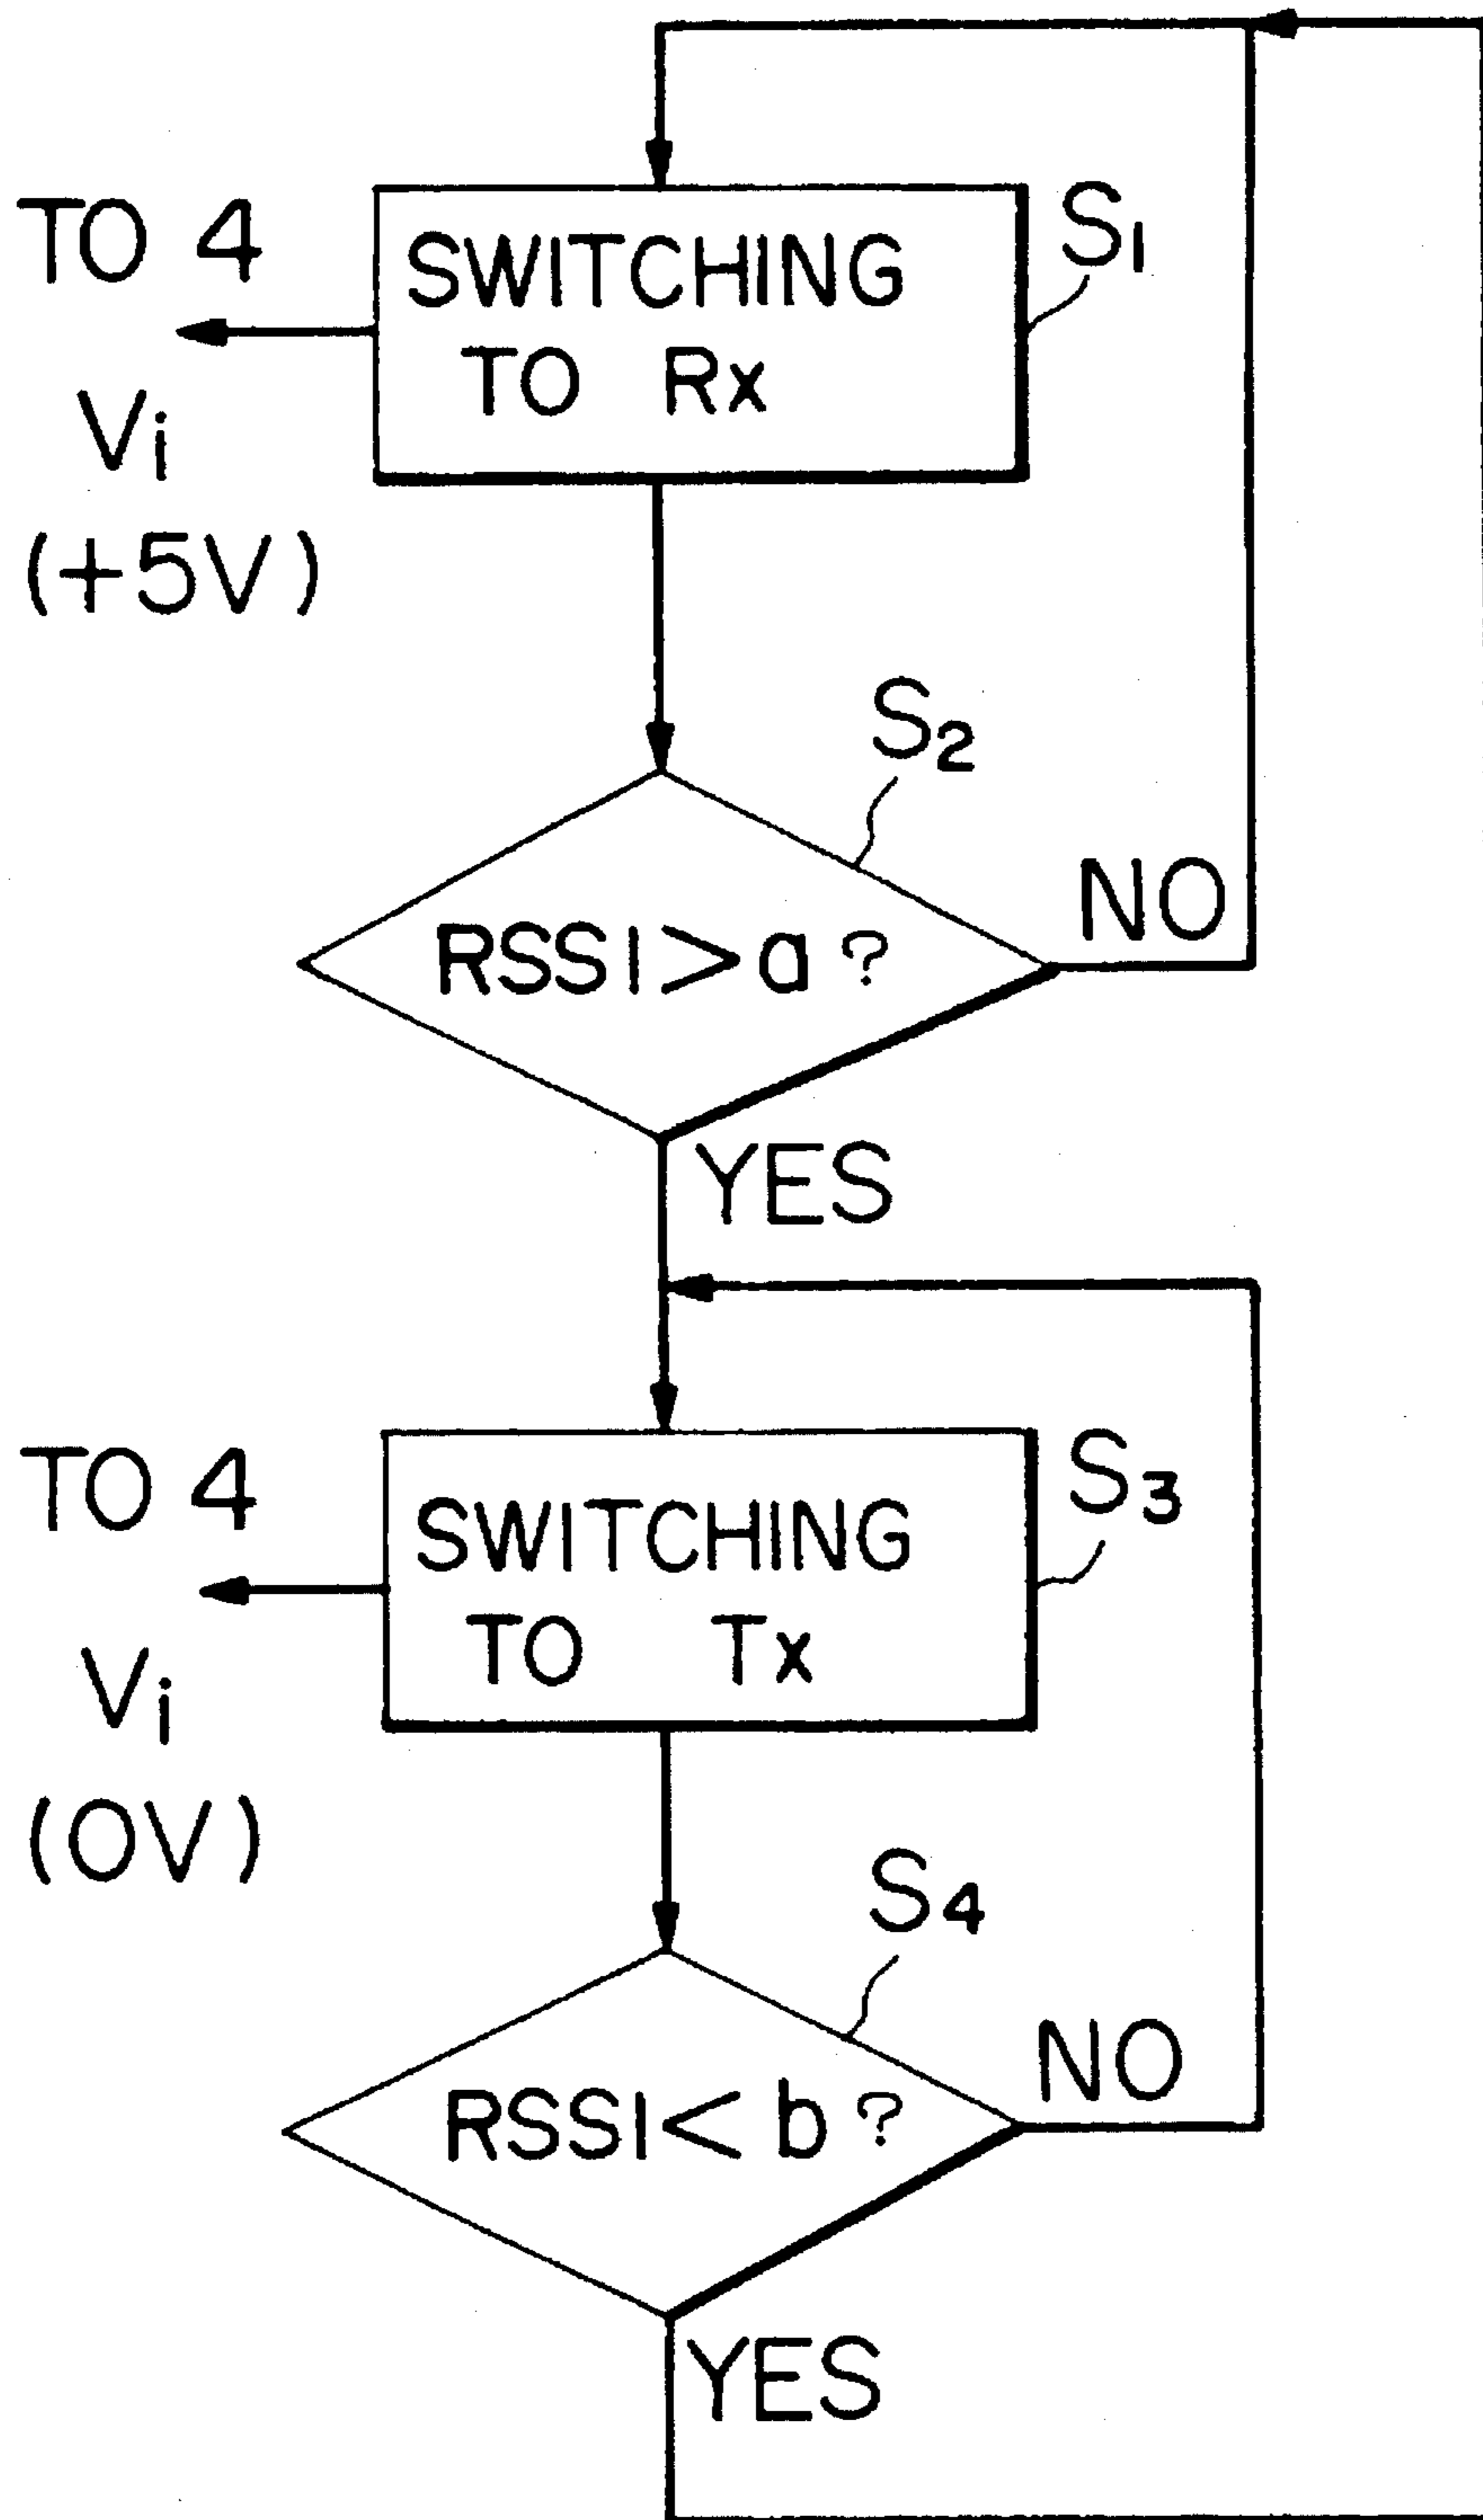 TO 4
SWITCHING
TO Rx
S1
Vi
(+5V)
S2
RSSI>a?
NO
YES
TO 4
SWITCHING
TO Tx
S3
Vi
(0V)
S4
RSSI<b?
NO
YES